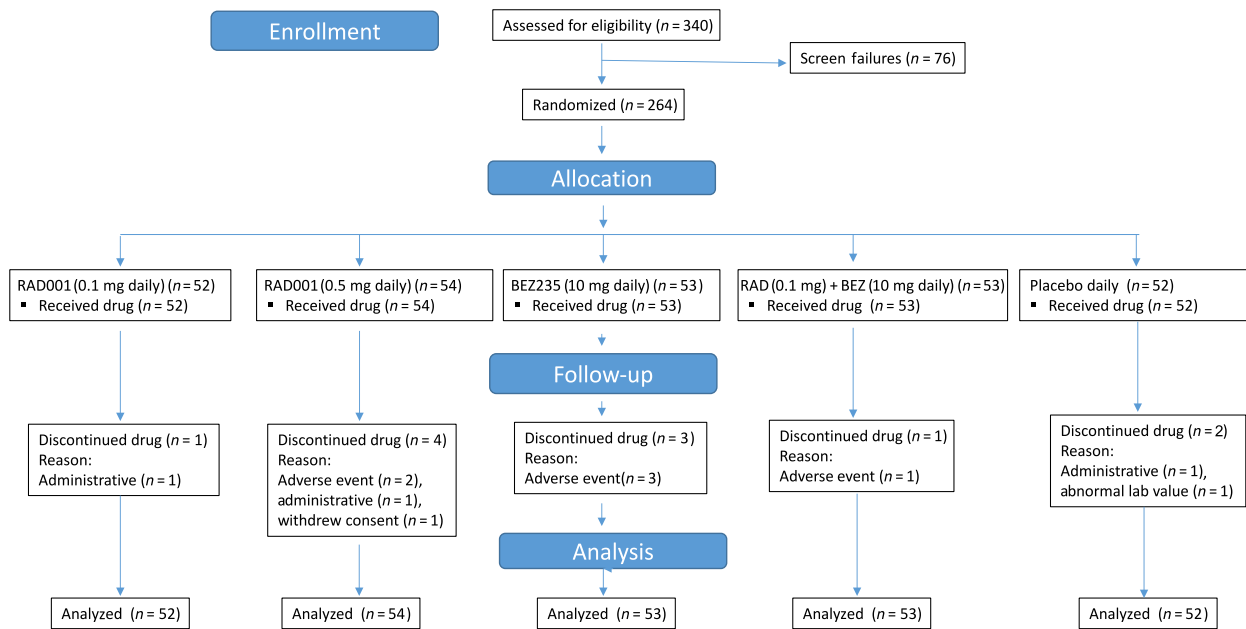 Enrollment
Assessed for eligibility (n = 340)
Screen failures (n = 76)
Randomized (n = 264)
Allocation
RAD001 (0.1 mg daily) (n = 52)
▪ Received drug (n = 52)
RAD001 (0.5 mg daily) (n = 54)
▪ Received drug (n = 54)
BEZ235 (10 mg daily) (n = 53)
▪ Received drug (n = 53)
RAD (0.1 mg) + BEZ (10 mg daily) (n = 53)
▪ Received drug (n = 53)
Placebo daily (n = 52)
▪ Received drug (n = 52)
Follow-up
Discontinued drug (n = 1)
Reason:
Administrative (n = 1)
Discontinued drug (n = 4)
Reason:
Adverse event (n = 2),
administrative (n = 1),
withdrew consent (n = 1)
Discontinued drug (n = 3)
Reason:
Adverse event(n = 3)
Discontinued drug (n = 1)
Reason:
Adverse event (n = 1)
Discontinued drug (n = 2)
Reason:
Administrative (n = 1),
abnormal lab value (n = 1)
Analysis
Analyzed (n = 52)
Analyzed (n = 54)
Analyzed (n = 53)
Analyzed (n = 53)
Analyzed (n = 52)